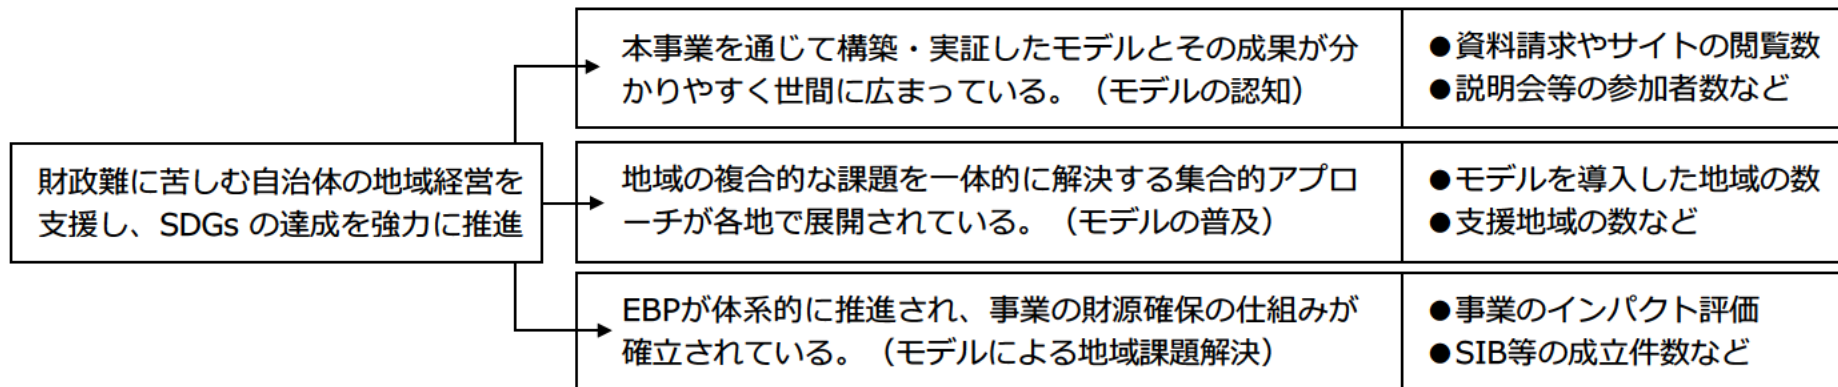 財政難に苦しむ自治体の地域経営を
支援し、SDGs の達成を強力に推進
本事業を通じて構築・実証したモデルとその成果が分
かりやすく世間に広まっている。（モデルの認知）
●資料請求やサイトの閲覧数
●説明会等の参加者数など
地域の複合的な課題を一体的に解決する集合的アプロ
ーチが各地で展開されている。（モデルの普及）
●モデルを導入した地域の数
●支援地域の数など
EBPが体系的に推進され、事業の財源確保の仕組みが
確立されている。（モデルによる地域課題解決）
●事業のインパクト評価
●SIB等の成立件数など